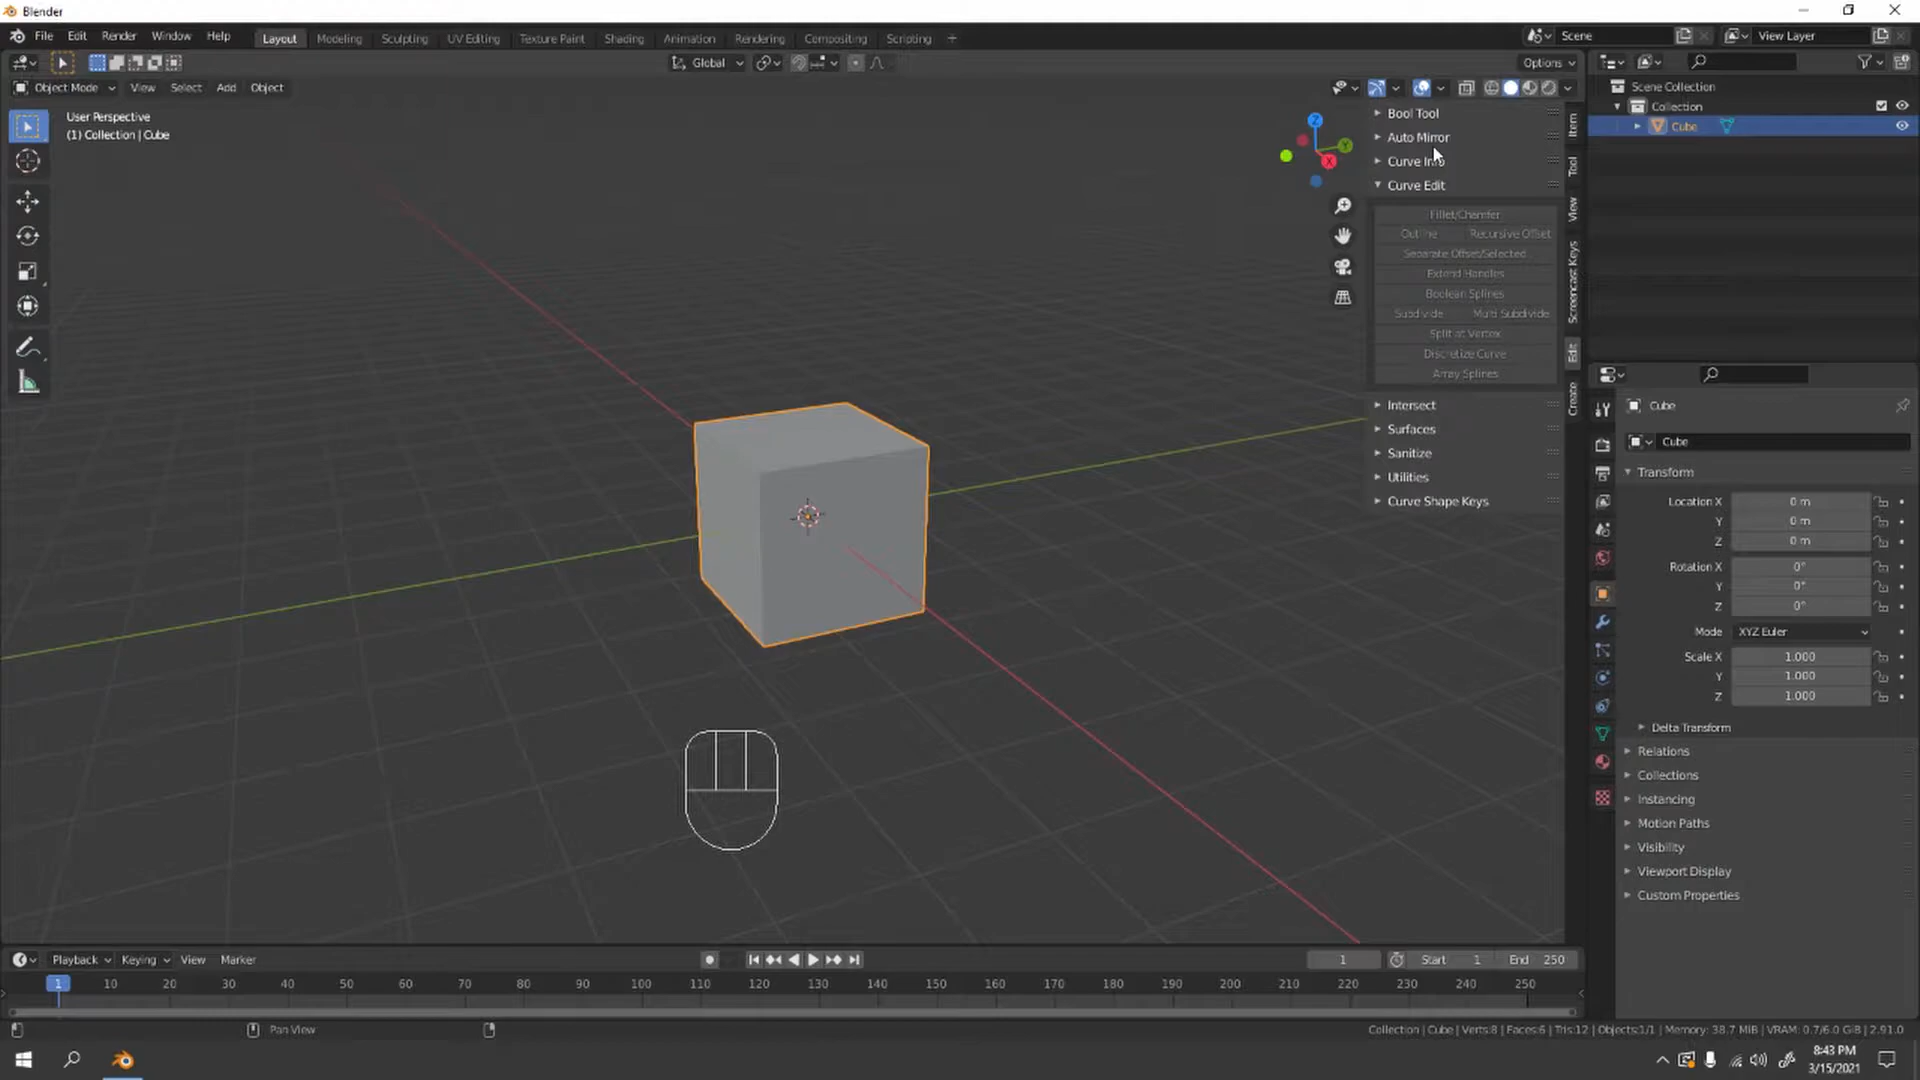 Blender
File Edit Render Window Help
Layout Modeling Sculpting UV Editing Texture Paint Shading Animation Rendering Compositing Scripting +
Scene
View Layer
Global
Options
Object Mode View Select Add Object
User Perspective
(1) Collection | Cube
Z
Y
X
Bool Tool
Auto Mirror
Curve Info
Curve Edit
Fillet/Chamfer
Outline Recursive Offset
Separate Offset/Selected
Extend Handles
Boolean Splines
Subdivide Multi Subdivide
Split at Vertex
Discretize Curve
Array Splines
Intersect
Surfaces
Sanitize
Utilities
Curve Shape Keys
Item
Tool
View
Screencast Keys
Edit
Create
Scene Collection
Collection
Cube
Cube
Cube
Transform
Location X 0 m
Y 0 m
Z 0 m
Rotation X 0°
Y 0°
Z 0°
Mode XYZ Euler
Scale X 1.000
Y 1.000
Z 1.000
Delta Transform
Relations
Collections
Instancing
Motion Paths
Visibility
Viewport Display
Custom Properties
Playback Keying View Marker
1 Start 1 End 250
1 10 20 30 40 50 60 70 80 90 100 110 120 130 140 150 160 170 180 190 200 210 220 230 240 250
Pan View
Collection | Cube | Verts:8 | Faces:6 | Tris:12 | Objects:1/1 | Memory: 38.7 MiB | VRAM: 0.7/6.0 GiB | 2.91.0
8:43 PM
3/15/2021